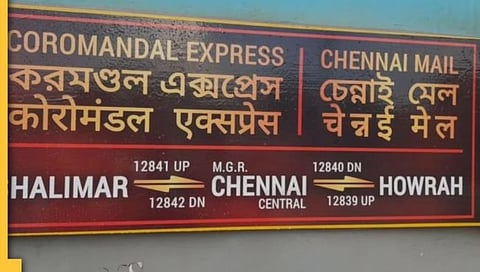 COROMANDAL EXPRESS
করমণ্ডল এক্সপ্রেস
कोरोमंडल एक्सप्रेस
CHENNAI MAIL
চেন্নাই মেল
चेन्नई मेल
12841 UP M.G.R. 12840 DN
HALIMAR CHENNAI HOWRAH
12842 DN CENTRAL 12839 UP